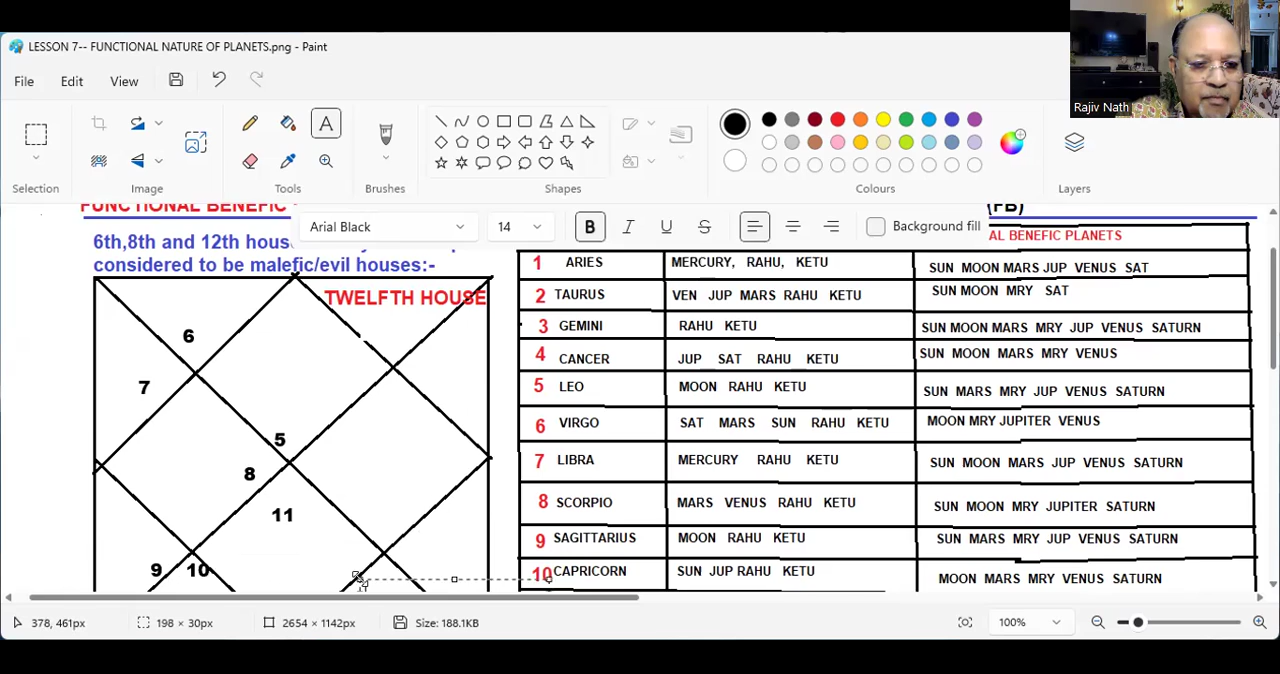 LESSON 7-- FUNCTIONAL NATURE OF PLANETS.png - Paint
Rajiv Nath
File Edit View
Selection Image Tools Brushes Shapes Colours Layers
Arial Black 14 B I U S Background fill
FUNCTIONAL BENEFIC
(FB)
6th,8th and 12th hous
considered to be malefic/evil houses:-
TWELFTH HOUSE
6
7
5
8
11
9 10
AL BENEFIC PLANETS
1 ARIES MERCURY, RAHU, KETU SUN MOON MARS JUP VENUS SAT
2 TAURUS VEN JUP MARS RAHU KETU SUN MOON MRY SAT
3 GEMINI RAHU KETU SUN MOON MARS MRY JUP VENUS SATURN
4 CANCER JUP SAT RAHU KETU SUN MOON MARS MRY VENUS
5 LEO MOON RAHU KETU SUN MARS MRY JUP VENUS SATURN
6 VIRGO SAT MARS SUN RAHU KETU MOON MRY JUPITER VENUS
7 LIBRA MERCURY RAHU KETU SUN MOON MARS JUP VENUS SATURN
8 SCORPIO MARS VENUS RAHU KETU SUN MOON MRY JUPITER SATURN
9 SAGITTARIUS MOON RAHU KETU SUN MARS MRY JUP VENUS SATURN
10 CAPRICORN SUN JUP RAHU KETU MOON MARS MRY VENUS SATURN
378, 461px 198 × 30px 2654 × 1142px Size: 188.1KB 100%